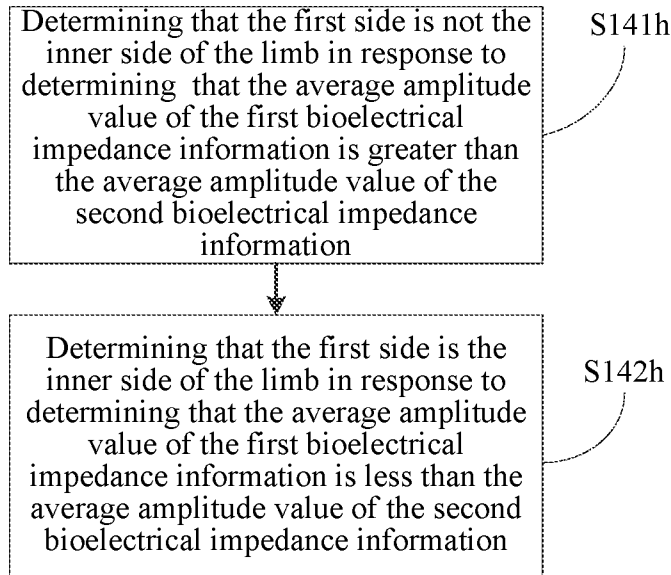 Determining that the first side is not the
inner side of the limb in response to
determining that the average amplitude
value of the first bioelectrical
impedance information is greater than
the average amplitude value of the
second bioelectrical impedance
information
S141h
Determining that the first side is the
inner side of the limb in response to
determining that the average amplitude
value of the first bioelectrical
impedance information is less than the
average amplitude value of the second
bioelectrical impedance information
S142h